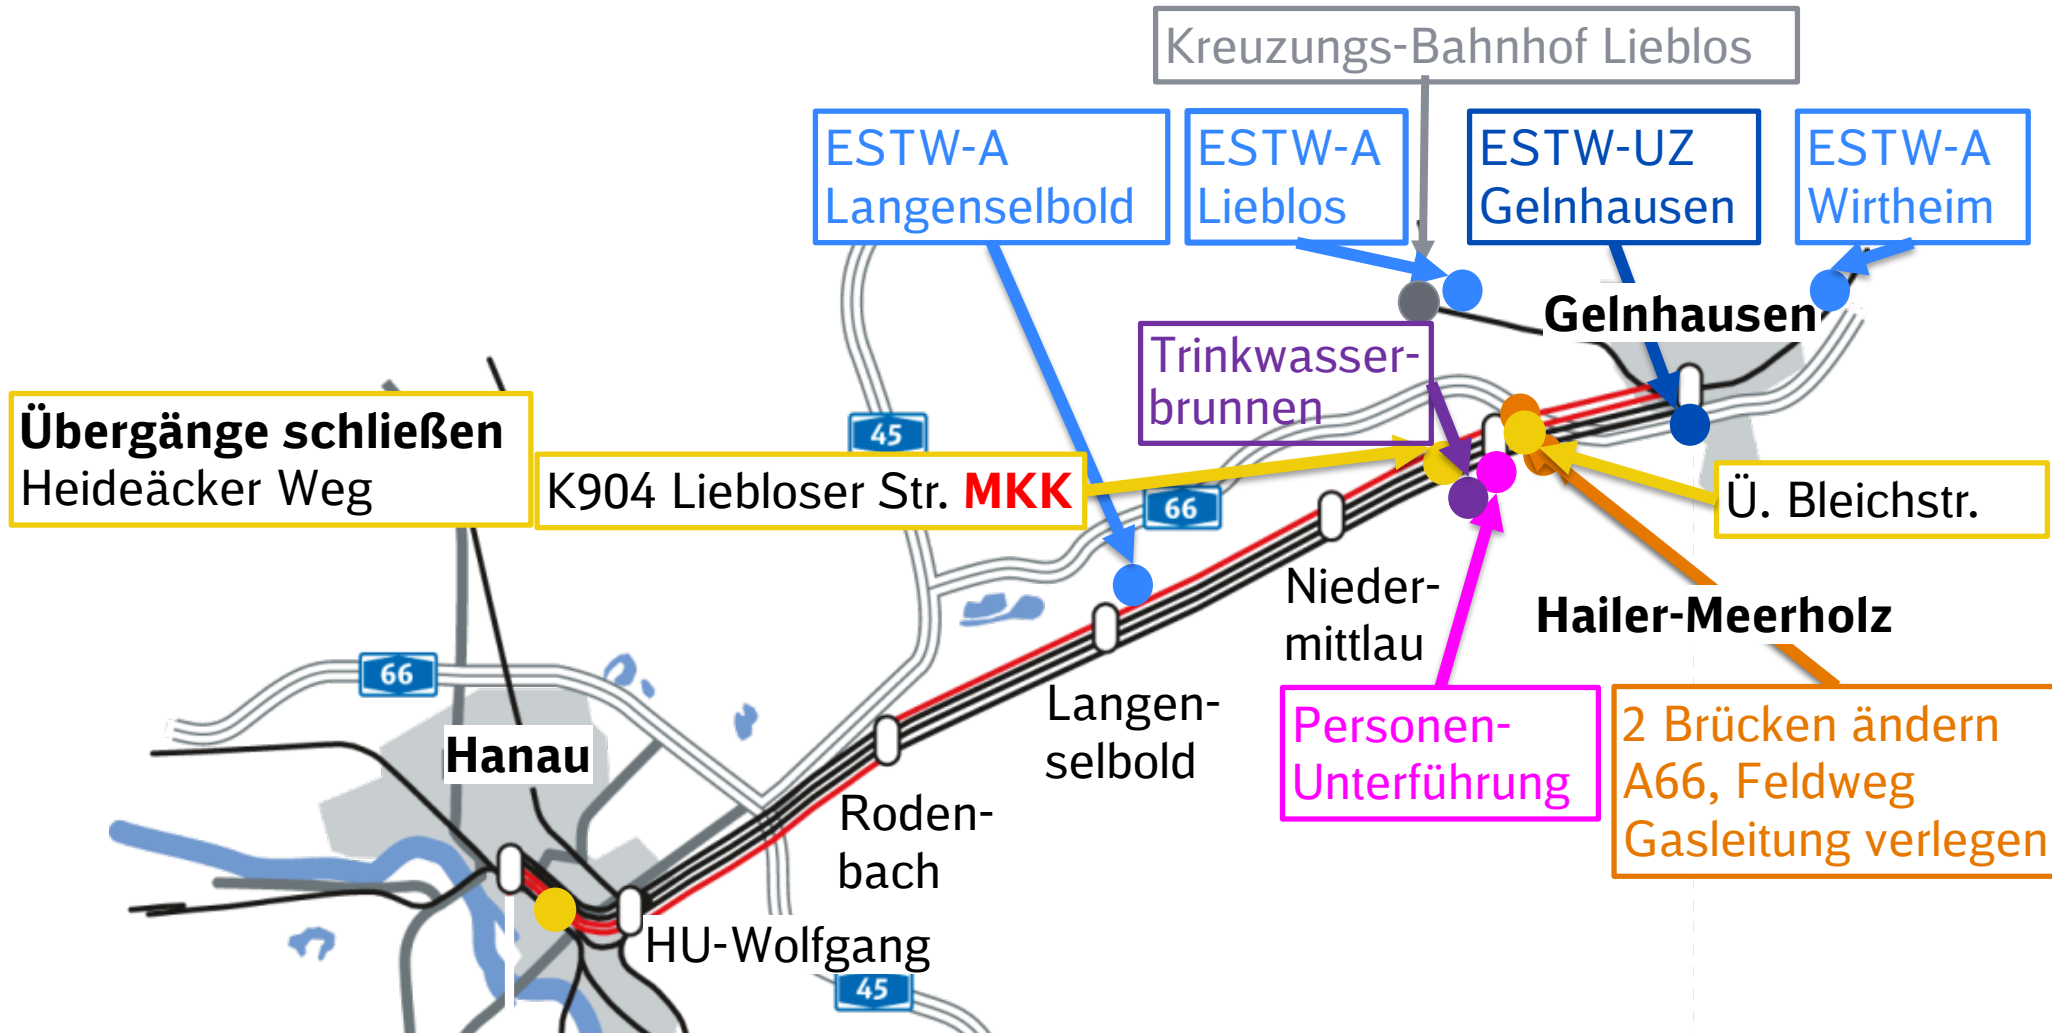 Kreuzungs-Bahnhof Lieblos
ESTW-A
Langenselbold
ESTW-A
Lieblos
ESTW-UZ
Gelnhausen
ESTW-A
Wirtheim
Gelnhausen
Trinkwasser-
brunnen
Übergänge schließen
Heideäcker Weg
45
K904 Liebloser Str. MKK
66
Ü. Bleichstr.
Nieder-
mittlau
Hailer-Meerholz
66
Langen-
selbold
Personen-
Unterführung
2 Brücken ändern
A66, Feldweg
Gasleitung verlegen
Hanau
Roden-
bach
HU-Wolfgang
45